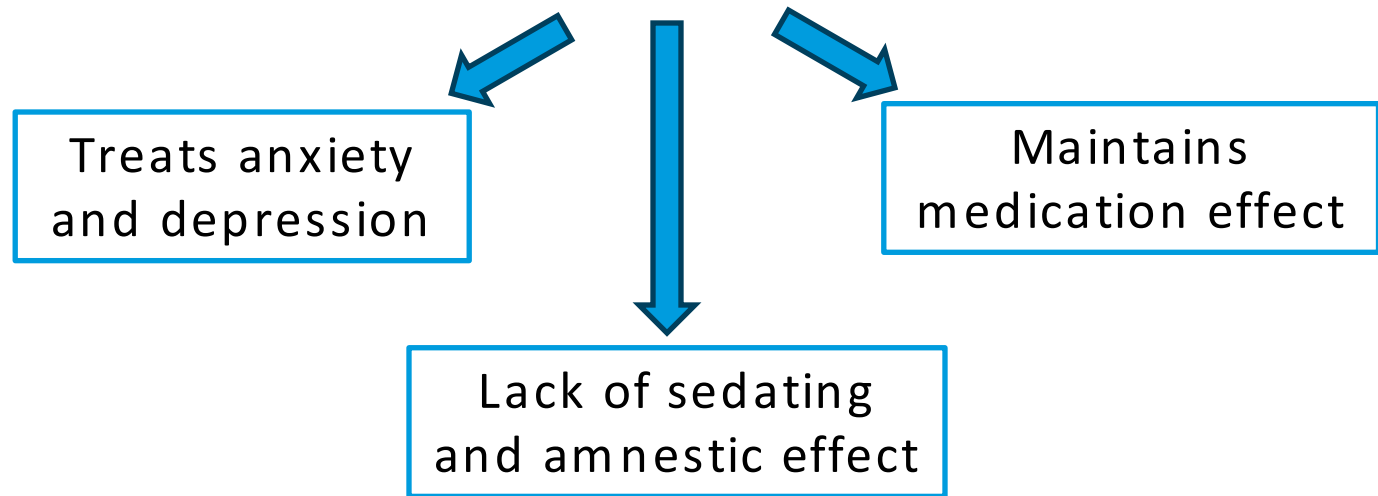 Treats anxiety
and depression
Maintains
medication effect
Lack of sedating
and amnestic effect